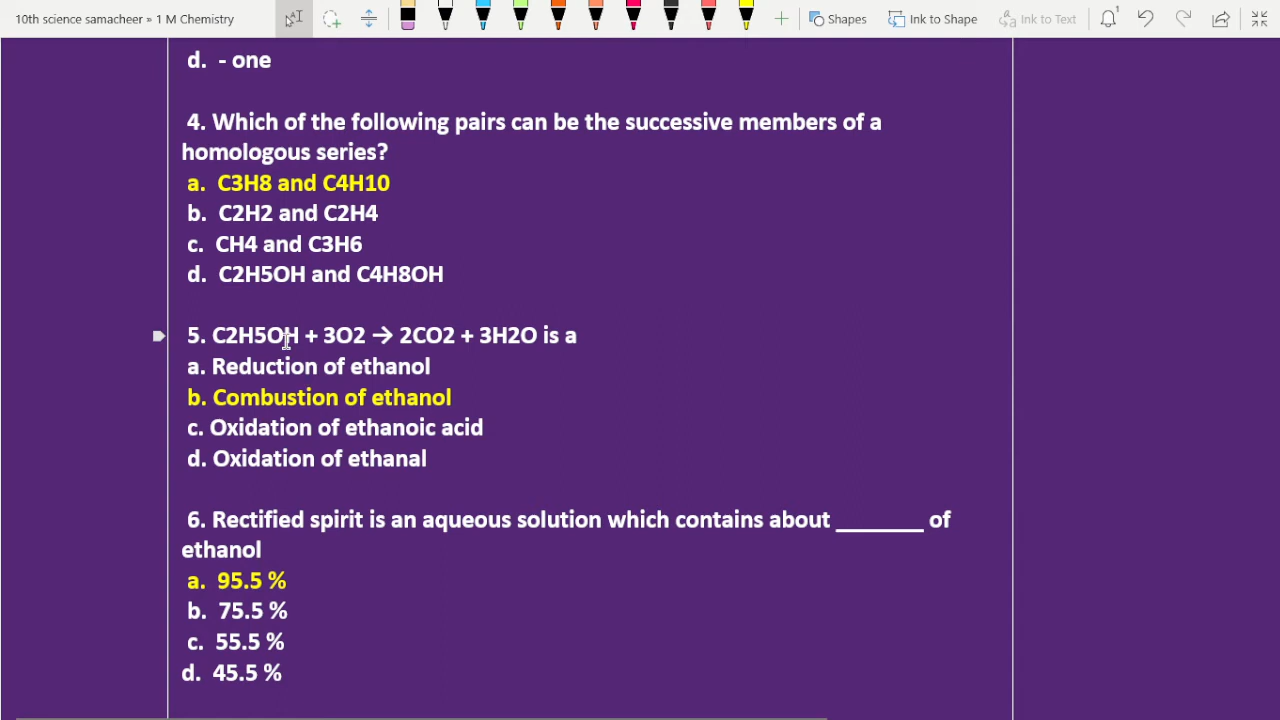 10th science samacheer » 1 M Chemistry
Shapes
Ink to Shape
Ink to Text
1
d. - one
4. Which of the following pairs can be the successive members of a
homologous series?
a. C3H8 and C4H10
b. C2H2 and C2H4
c. CH4 and C3H6
d. C2H5OH and C4H8OH
5. C2H5OH + 3O2 → 2CO2 + 3H2O is a
a. Reduction of ethanol
b. Combustion of ethanol
c. Oxidation of ethanoic acid
d. Oxidation of ethanal
6. Rectified spirit is an aqueous solution which contains about _______ of
ethanol
a. 95.5 %
b. 75.5 %
c. 55.5 %
d. 45.5 %